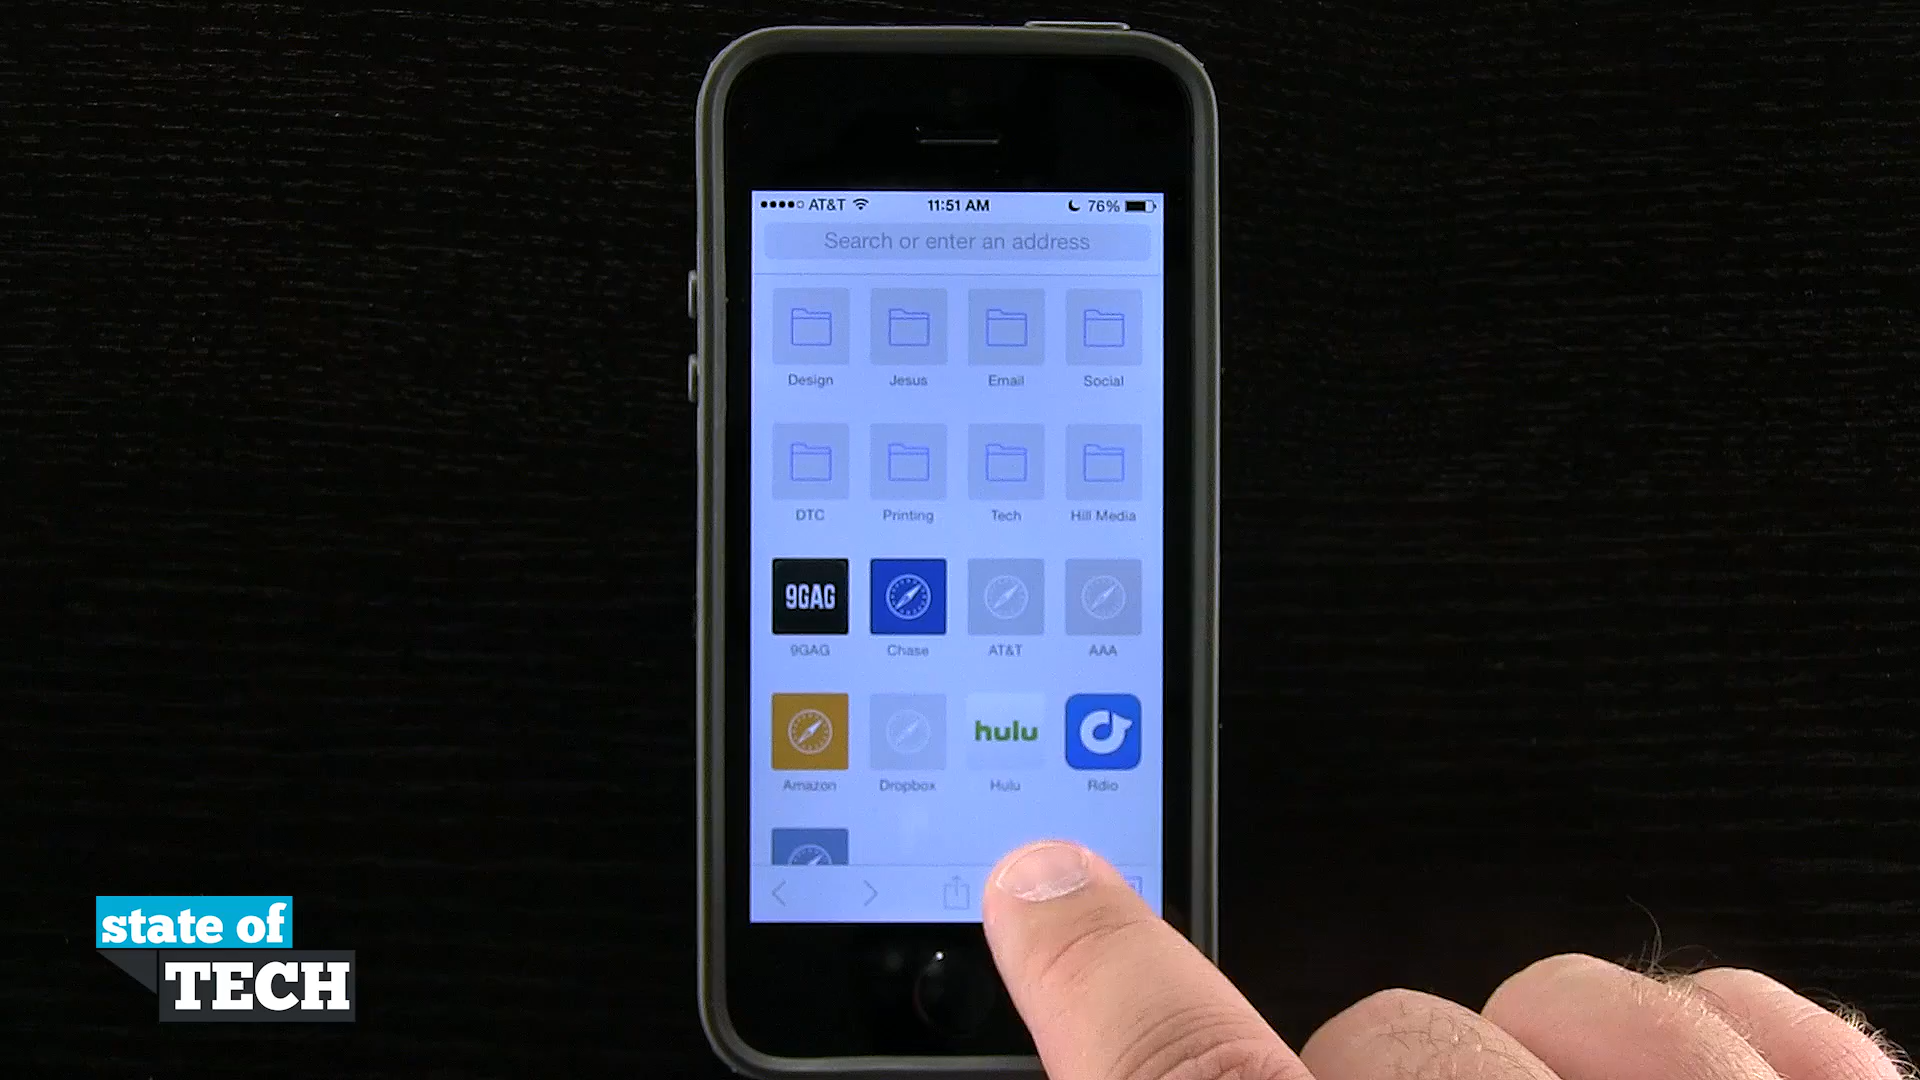 AT&T 11:51 AM 76%
Search or enter an address
Design Jesus Email Social
DTC Printing Tech Hill Media
9GAG
9GAG Chase AT&T AAA
hulu
Amazon Dropbox Hulu Rdio
state of
TECH